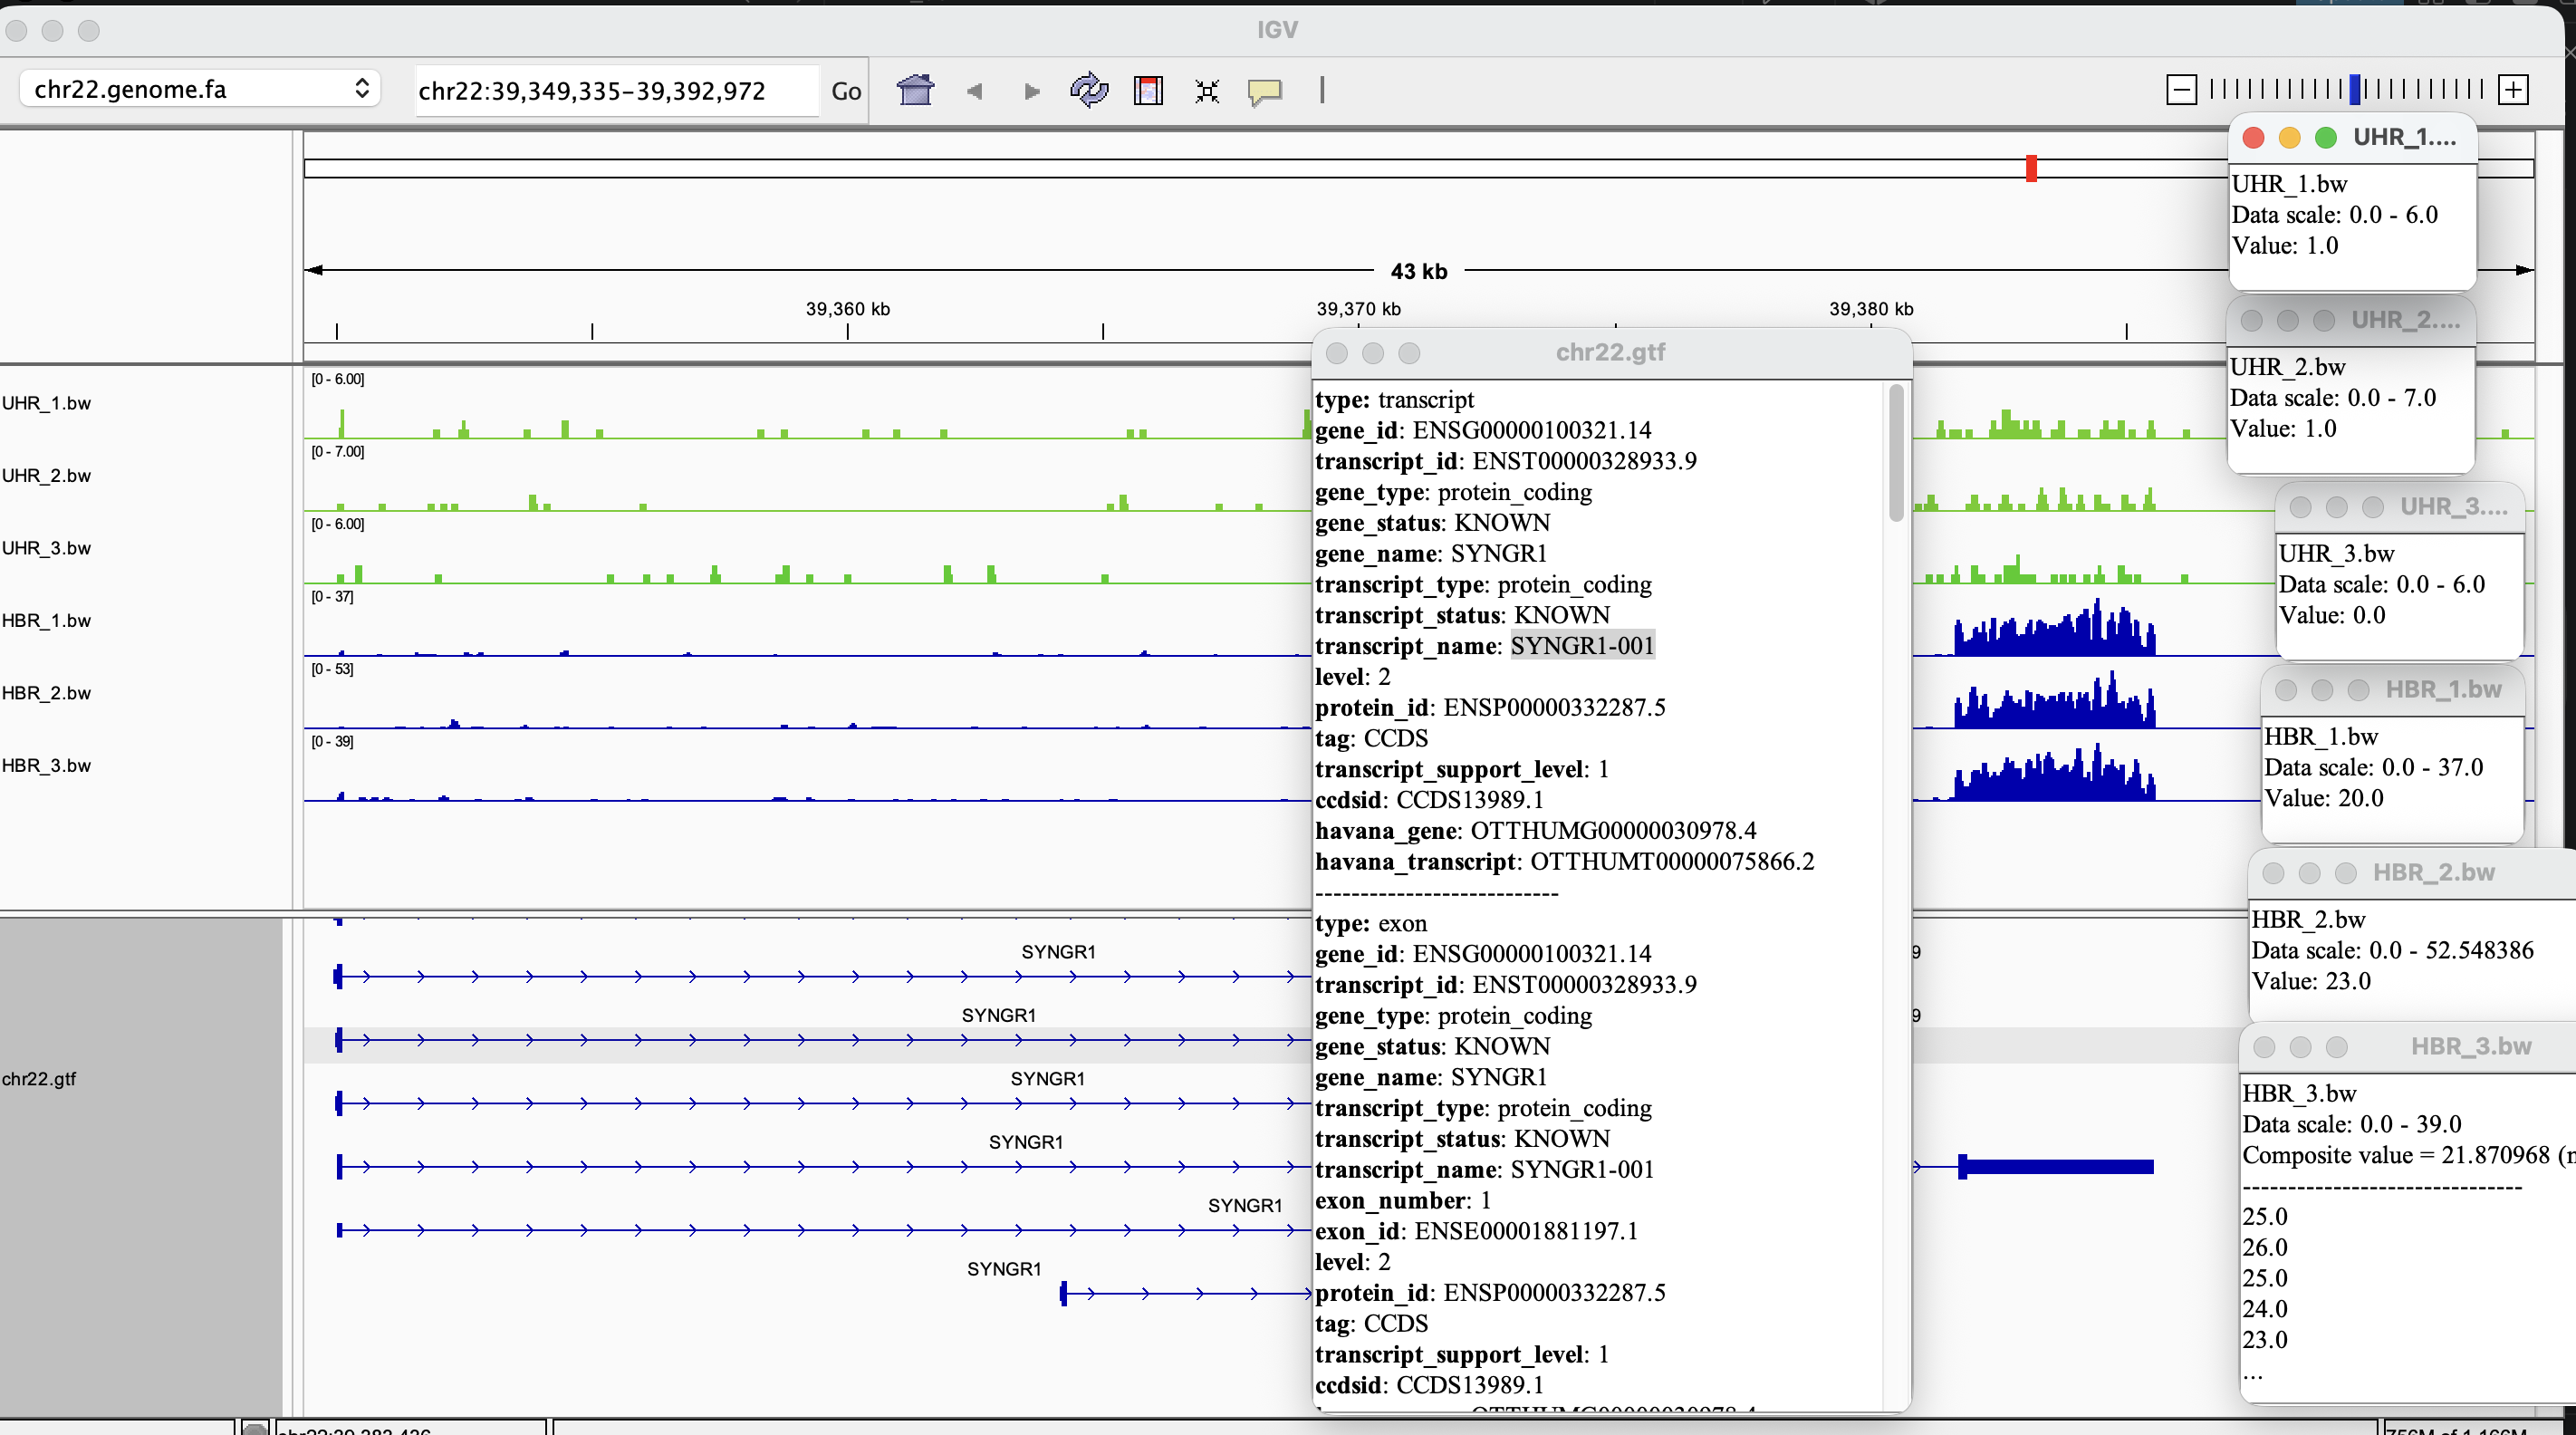 IGV
chr22.genome.fa
chr22:39,349,335-39,392,972
Go
43 kb
39,360 kb
39,370 kb
39,380 kb
UHR_1.bw
[0 - 6.00]
UHR_2.bw
[0 - 7.00]
UHR_3.bw
[0 - 6.00]
HBR_1.bw
[0 - 37]
HBR_2.bw
[0 - 53]
HBR_3.bw
[0 - 39]
chr22.gtf
SYNGR1
SYNGR1
SYNGR1
SYNGR1
SYNGR1
SYNGR1
9
9
chr22.gtf
type: transcript
gene_id: ENSG00000100321.14
transcript_id: ENST00000328933.9
gene_type: protein_coding
gene_status: KNOWN
gene_name: SYNGR1
transcript_type: protein_coding
transcript_status: KNOWN
transcript_name: SYNGR1-001
level: 2
protein_id: ENSP00000332287.5
tag: CCDS
transcript_support_level: 1
ccdsid: CCDS13989.1
havana_gene: OTTHUMG00000030978.4
havana_transcript: OTTHUMT00000075866.2
---------------------------
type: exon
gene_id: ENSG00000100321.14
transcript_id: ENST00000328933.9
gene_type: protein_coding
gene_status: KNOWN
gene_name: SYNGR1
transcript_type: protein_coding
transcript_status: KNOWN
transcript_name: SYNGR1-001
exon_number: 1
exon_id: ENSE00001881197.1
level: 2
protein_id: ENSP00000332287.5
tag: CCDS
transcript_support_level: 1
ccdsid: CCDS13989.1
UHR_1....
UHR_1.bw
Data scale: 0.0 - 6.0
Value: 1.0
UHR_2....
UHR_2.bw
Data scale: 0.0 - 7.0
Value: 1.0
UHR_3....
UHR_3.bw
Data scale: 0.0 - 6.0
Value: 0.0
HBR_1.bw
HBR_1.bw
Data scale: 0.0 - 37.0
Value: 20.0
HBR_2.bw
HBR_2.bw
Data scale: 0.0 - 52.548386
Value: 23.0
HBR_3.bw
HBR_3.bw
Data scale: 0.0 - 39.0
Composite value = 21.870968 (
-------------------------------
25.0
26.0
25.0
24.0
23.0
...